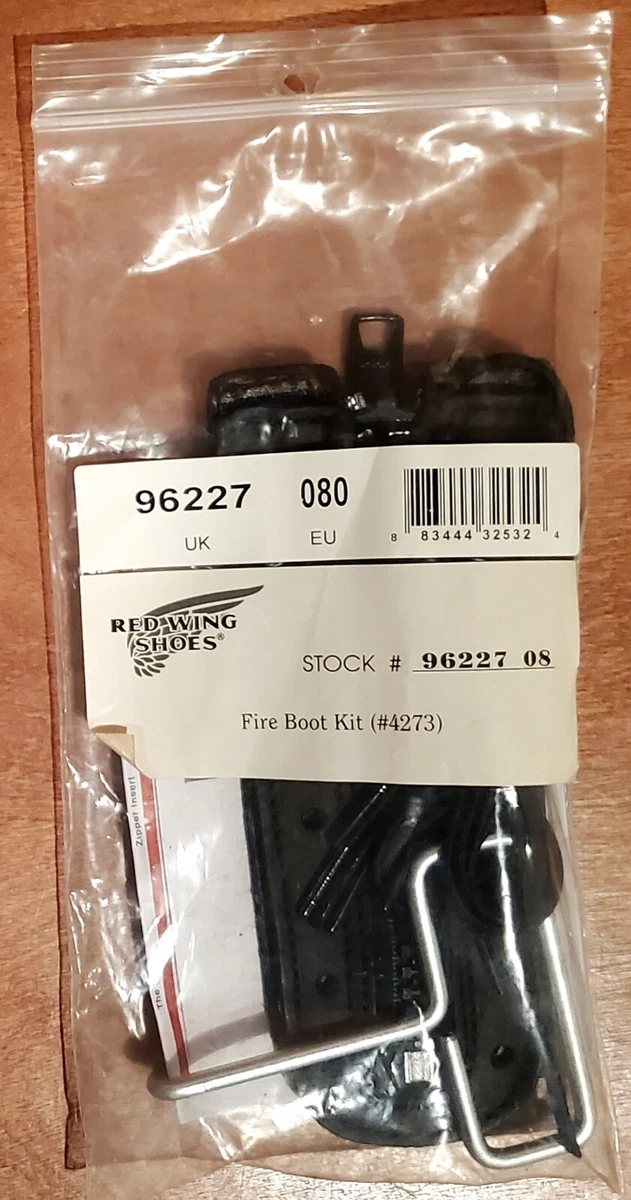 96227 080
UK EU
8 83444 32532 4
RED WING
SHOES®
STOCK # 96227 08
Fire Boot Kit (#4273)
Zipper Insert
The